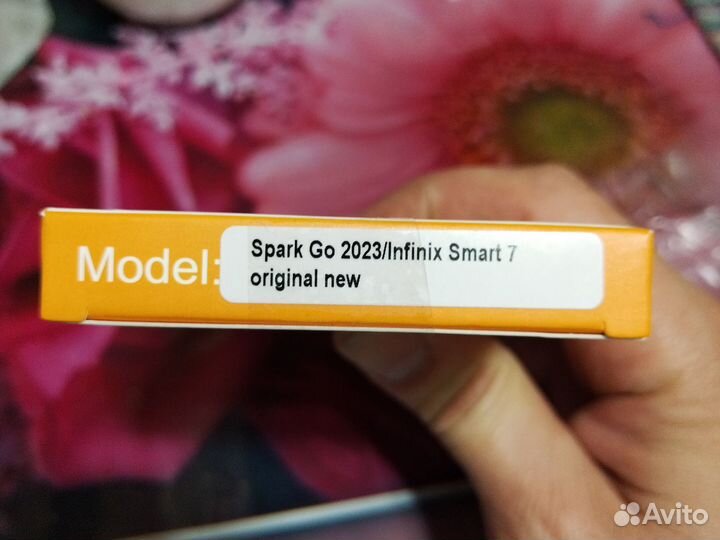 Model:
Spark Go 2023/Infinix Smart 7
original new
Avito